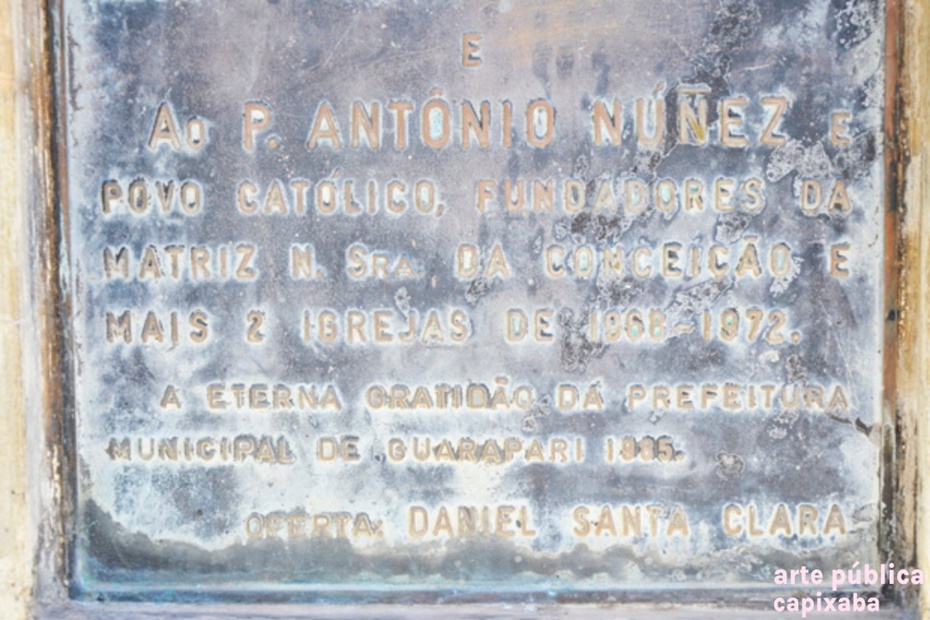 E
Ao P. ANTÔNIO NÚÑEZ E
POVO CATÓLICO, FUNDADORES DA
MATRIZ N. Sra. DA CONCEIÇÃO E
MAIS 2 IGREJAS DE 1968-1972.
A ETERNA GRATIDÃO DA PREFEITURA
MUNICIPAL DE GUARAPARI 1985.
OFERTA: DANIEL SANTA CLARA
arte pública
capixaba